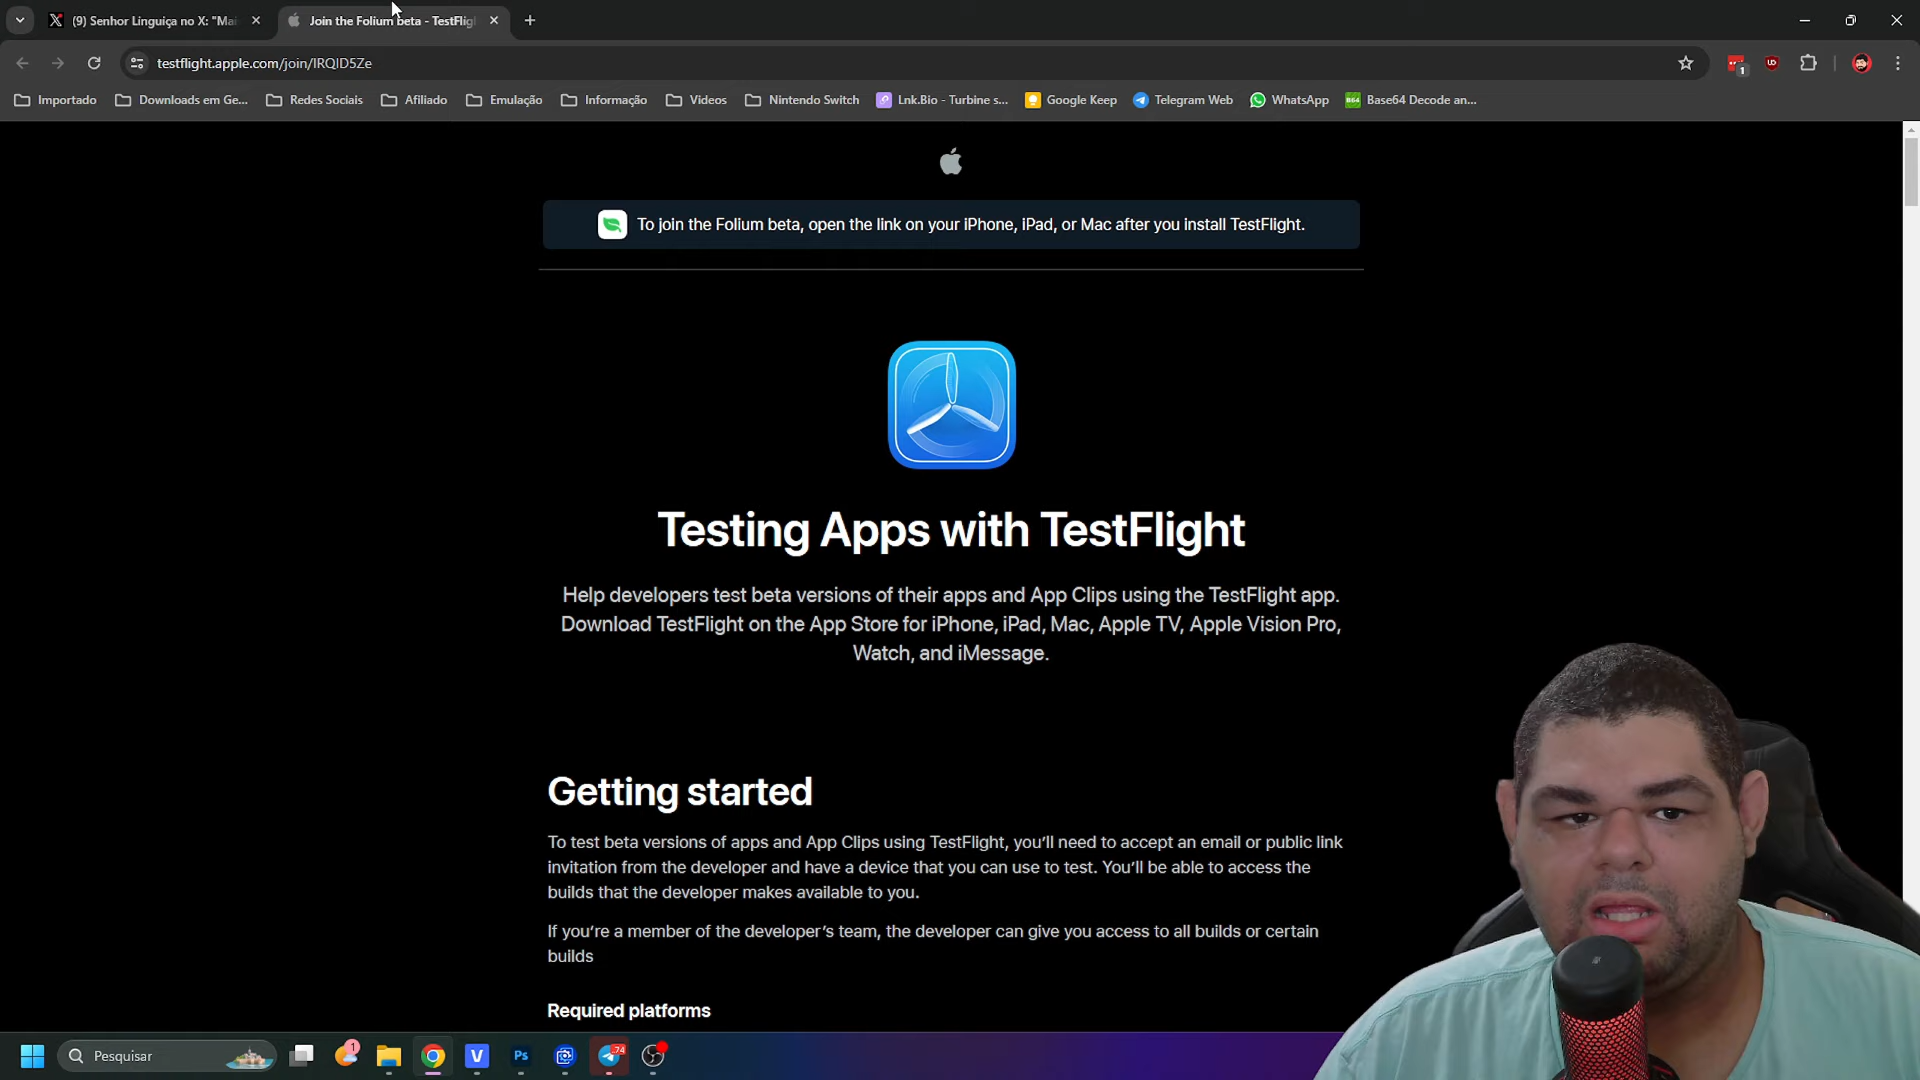 (9) Senhor Linguiça no X: "Mai
Join the Folium beta - TestFlig
testflight.apple.com/join/IRQID5Ze
1
Importado
Downloads em Ge...
Redes Sociais
Afiliado
Emulação
Informação
Videos
Nintendo Switch
Lnk.Bio - Turbine s...
Google Keep
Telegram Web
WhatsApp
B64
Base64 Decode an...
To join the Folium beta, open the link on your iPhone, iPad, or Mac after you install TestFlight.
Testing Apps with TestFlight
Help developers test beta versions of their apps and App Clips using the TestFlight app.
Download TestFlight on the App Store for iPhone, iPad, Mac, Apple TV, Apple Vision Pro,
Watch, and iMessage.
Getting started
To test beta versions of apps and App Clips using TestFlight, you’ll need to accept an email or public link
invitation from the developer and have a device that you can use to test. You’ll be able to access the
builds that the developer makes available to you.
If you’re a member of the developer’s team, the developer can give you access to all builds or certain
builds
Required platforms
Pesquisar
1
V
Ps
74